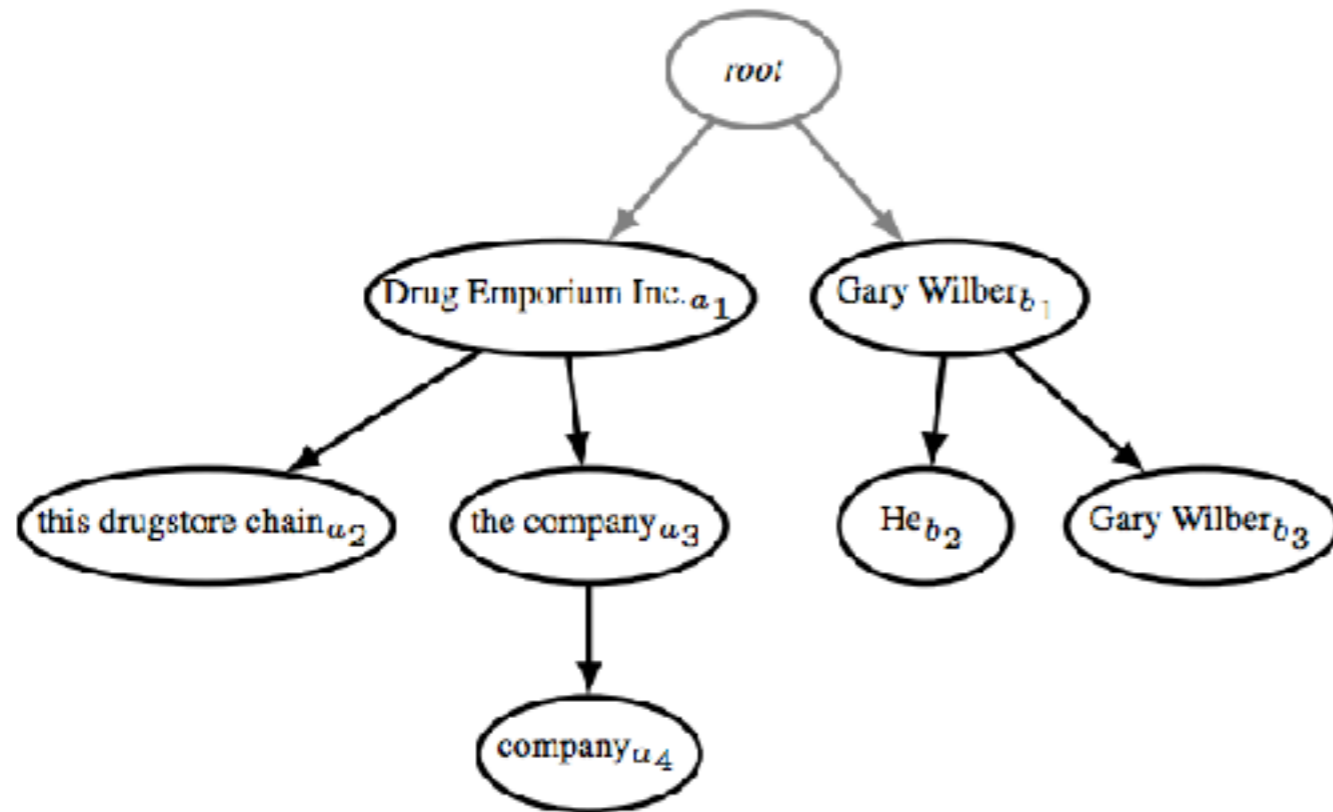 root
Drug Emporium Inc.a1 Gary Wilberb1
this drugstore chaina2 the companya3 Heb2 Gary Wilberb3
companya4